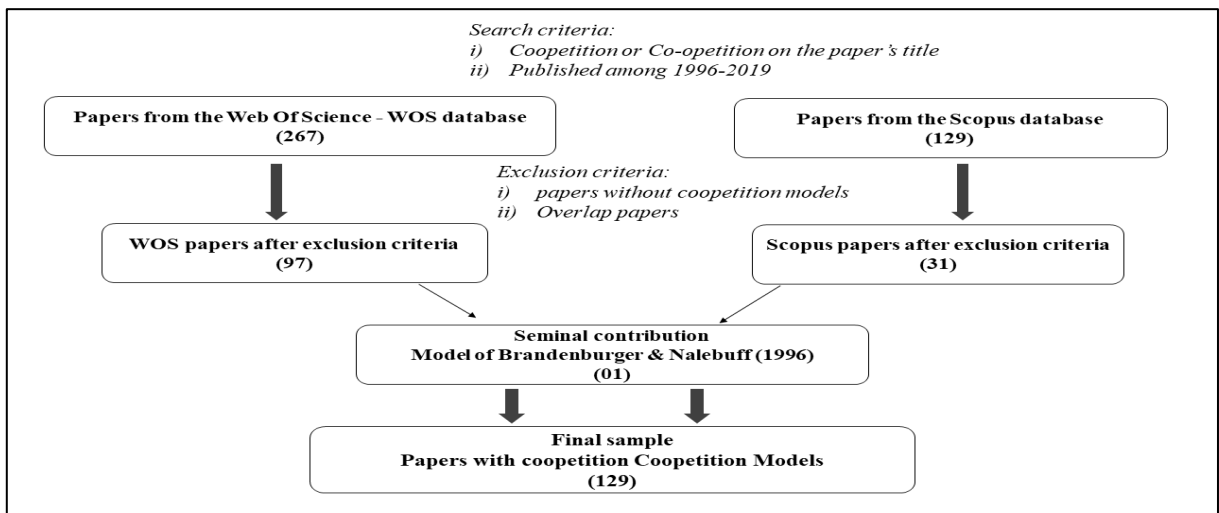 Search criteria:
i) Coopetition or Co-opetition on the paper's title
ii) Published among 1996-2019
Papers from the Web Of Science - WOS database
(267)
Papers from the Scopus database
(129)
Exclusion criteria:
i) papers without coopetition models
ii) Overlap papers
WOS papers after exclusion criteria
(97)
Scopus papers after exclusion criteria
(31)
Seminal contribution
Model of Brandenburger & Nalebuff (1996)
(01)
Final sample
Papers with coopetition Coopetition Models
(129)